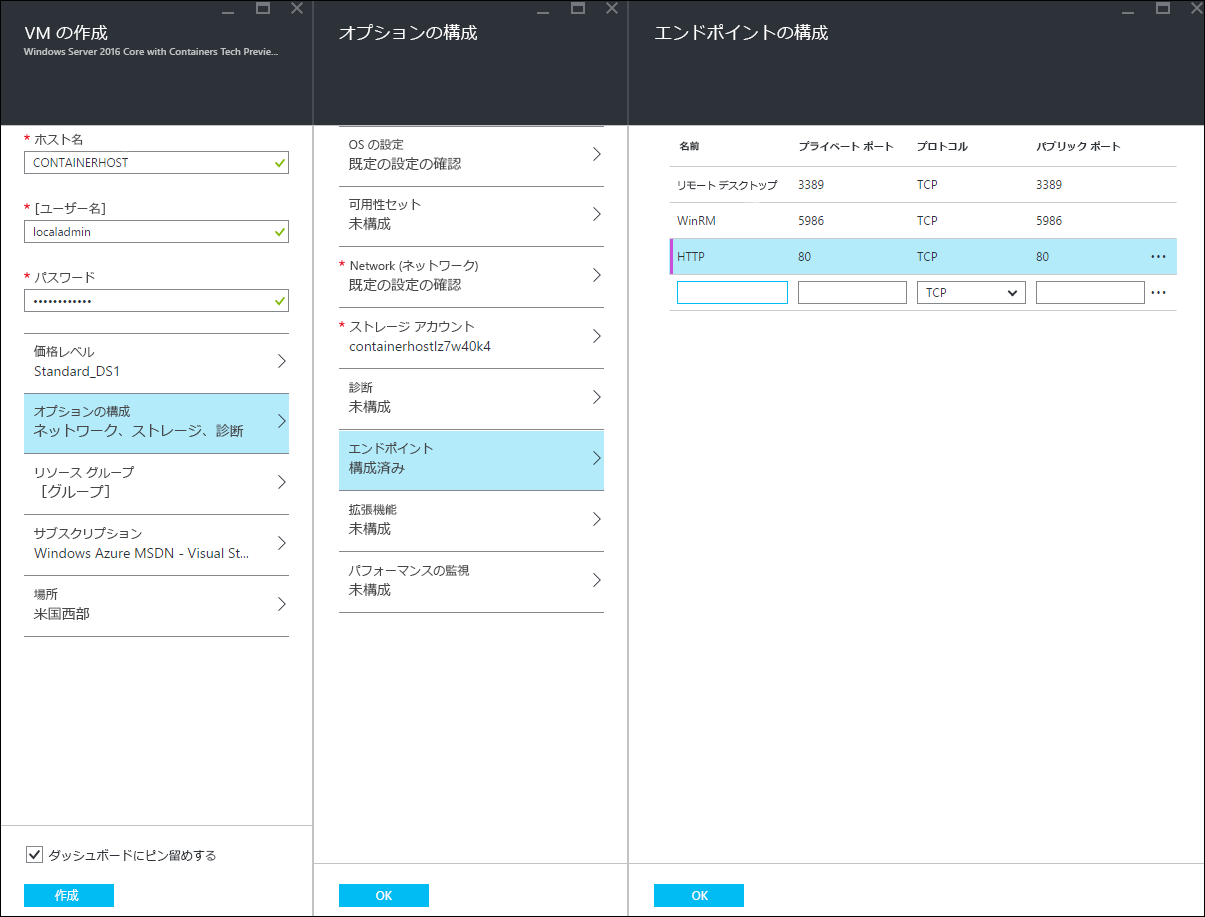 VM の作成
Windows Server 2016 Core with Containers Tech Previe...
* ホスト名
CONTAINERHOST
* [ユーザー名]
localadmin
* パスワード
••••••••••••
価格レベル
Standard_DS1
オプションの構成
ネットワーク、ストレージ、診断
リソース グループ
[グループ]
サブスクリプション
Windows Azure MSDN - Visual St...
場所
米国西部
ダッシュボードにピン留めする
作成
オプションの構成
OS の設定
既定の設定の確認
可用性セット
未構成
* Network (ネットワーク)
既定の設定の確認
* ストレージ アカウント
containerhostlz7w40k4
診断
未構成
エンドポイント
構成済み
拡張機能
未構成
パフォーマンスの監視
未構成
OK
エンドポイントの構成
名前 プライベート ポート プロトコル パブリック ポート
リモート デスクトップ 3389 TCP 3389
WinRM 5986 TCP 5986
HTTP 80 TCP 80 ...
TCP ...
OK